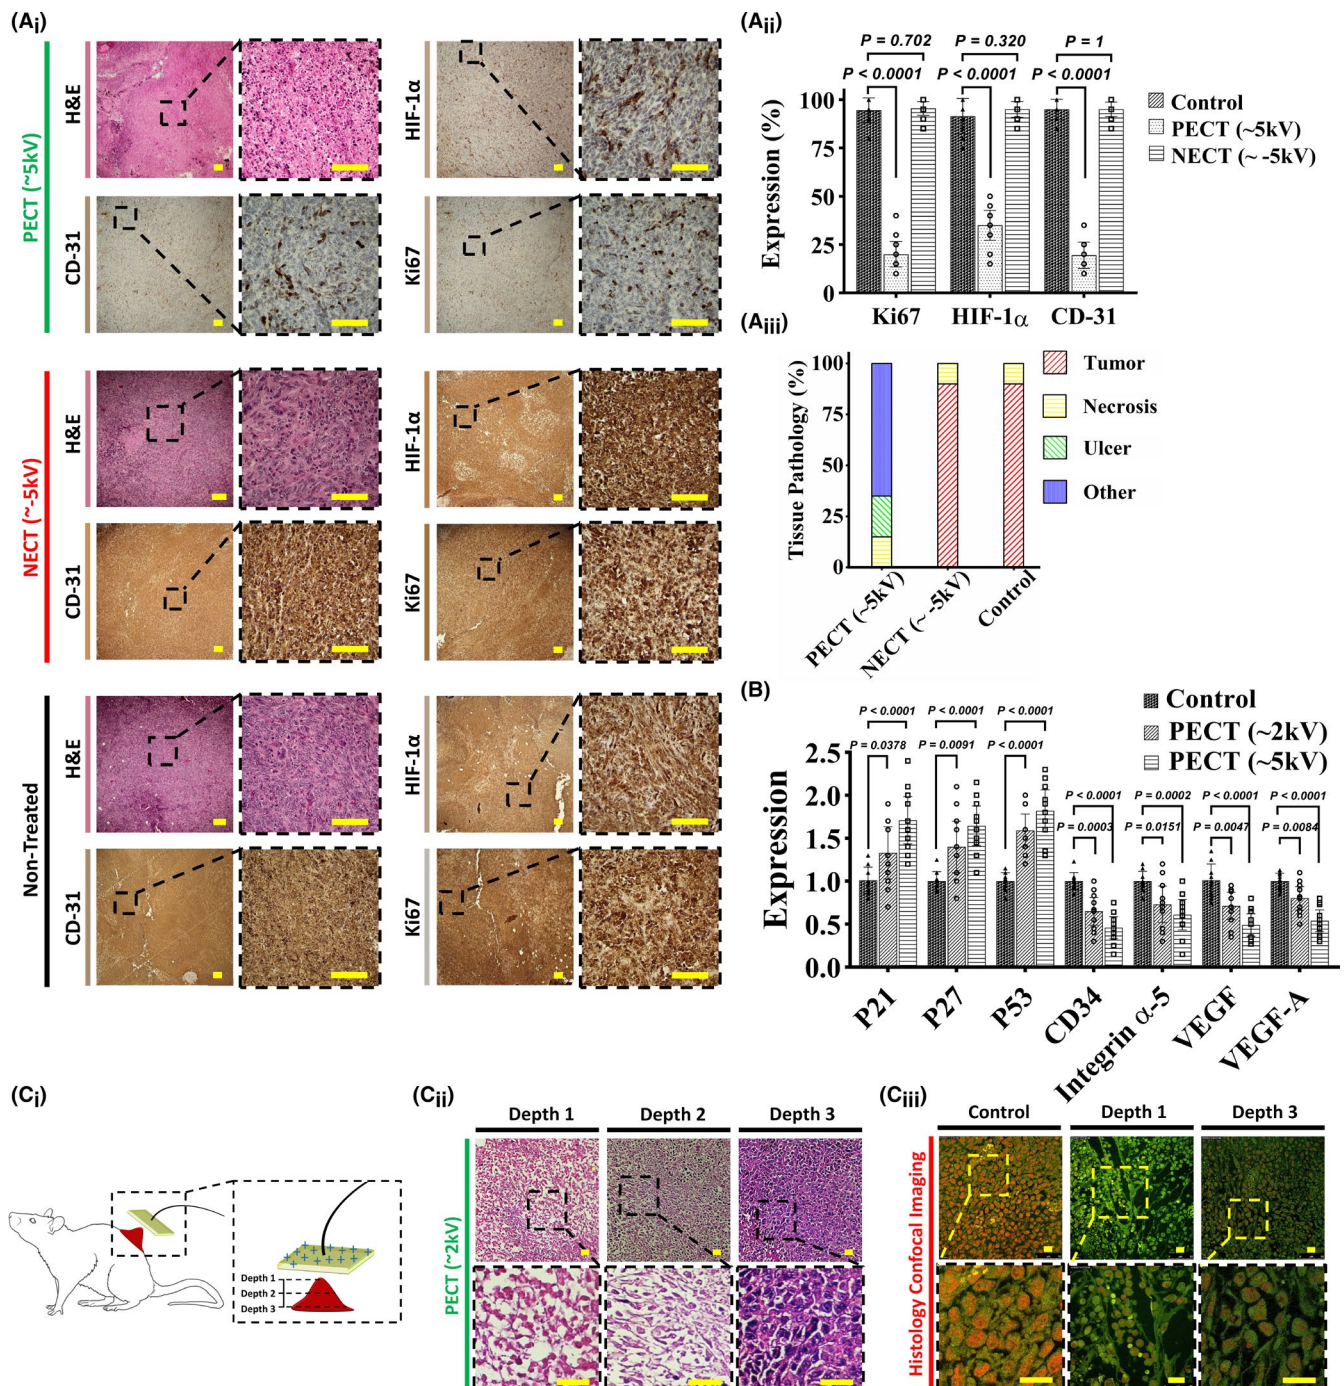 (Ai)
PECT (~5kV)
H&E
HIF-1α
CD-31
Ki67
NECT (~-5kV)
H&E
HIF-1α
CD-31
Ki67
Non-Treated
H&E
HIF-1α
CD-31
Ki67
(Aii)
P = 0.702
P = 0.320
P = 1
P < 0.0001
P < 0.0001
P < 0.0001
Expression (%)
100
75
50
25
0
Ki67
HIF-1α
CD-31
Control
PECT (~5kV)
NECT (~ -5kV)
(Aiii)
Tissue Pathology (%)
100
75
50
25
0
PECT (~5kV)
NECT (~ -5kV)
Control
Tumor
Necrosis
Ulcer
Other
(B)
Control
PECT (~2kV)
PECT (~5kV)
P < 0.0001
P < 0.0001
P < 0.0001
P = 0.0378
P = 0.0091
P < 0.0001
P < 0.0001
P = 0.0002
P < 0.0001
P < 0.0001
P = 0.0003
P = 0.0151
P = 0.0047
P = 0.0084
Expression
2.5
2.0
1.5
1.0
0.5
0.0
P21
P27
P53
CD34
Integrin α-5
VEGF
VEGF-A
(Ci)
Depth 1
Depth 2
Depth 3
(Cii)
Depth 1
Depth 2
Depth 3
PECT (~2kV)
(Ciii)
Control
Depth 1
Depth 3
Histology Confocal Imaging